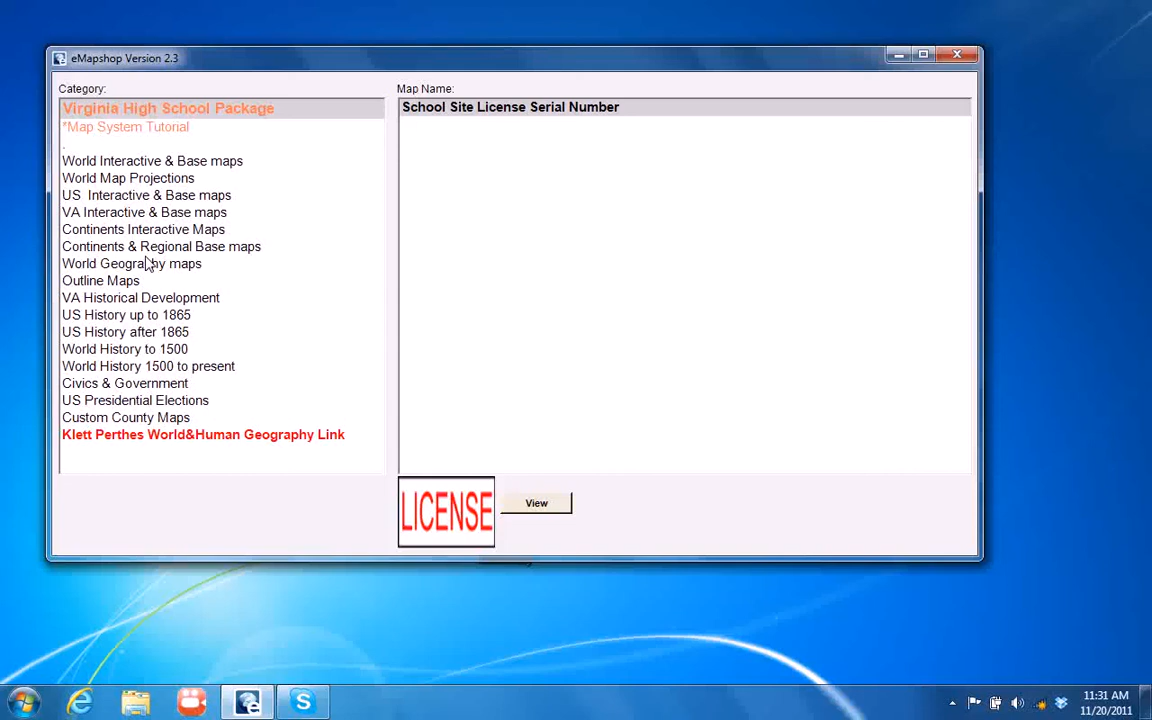 eMapshop Version 2.3
Category:
Map Name:
Virginia High School Package
School Site License Serial Number
*Map System Tutorial
.
World Interactive & Base maps
World Map Projections
US  Interactive & Base maps
VA Interactive & Base maps
Continents Interactive Maps
Continents & Regional Base maps
World Geography maps
Outline Maps
VA Historical Development
US History up to 1865
US History after 1865
World History to 1500
World History 1500 to present
Civics & Government
US Presidential Elections
Custom County Maps
Klett Perthes World&Human Geography Link
LICENSE
View
11:31 AM
11/20/2011